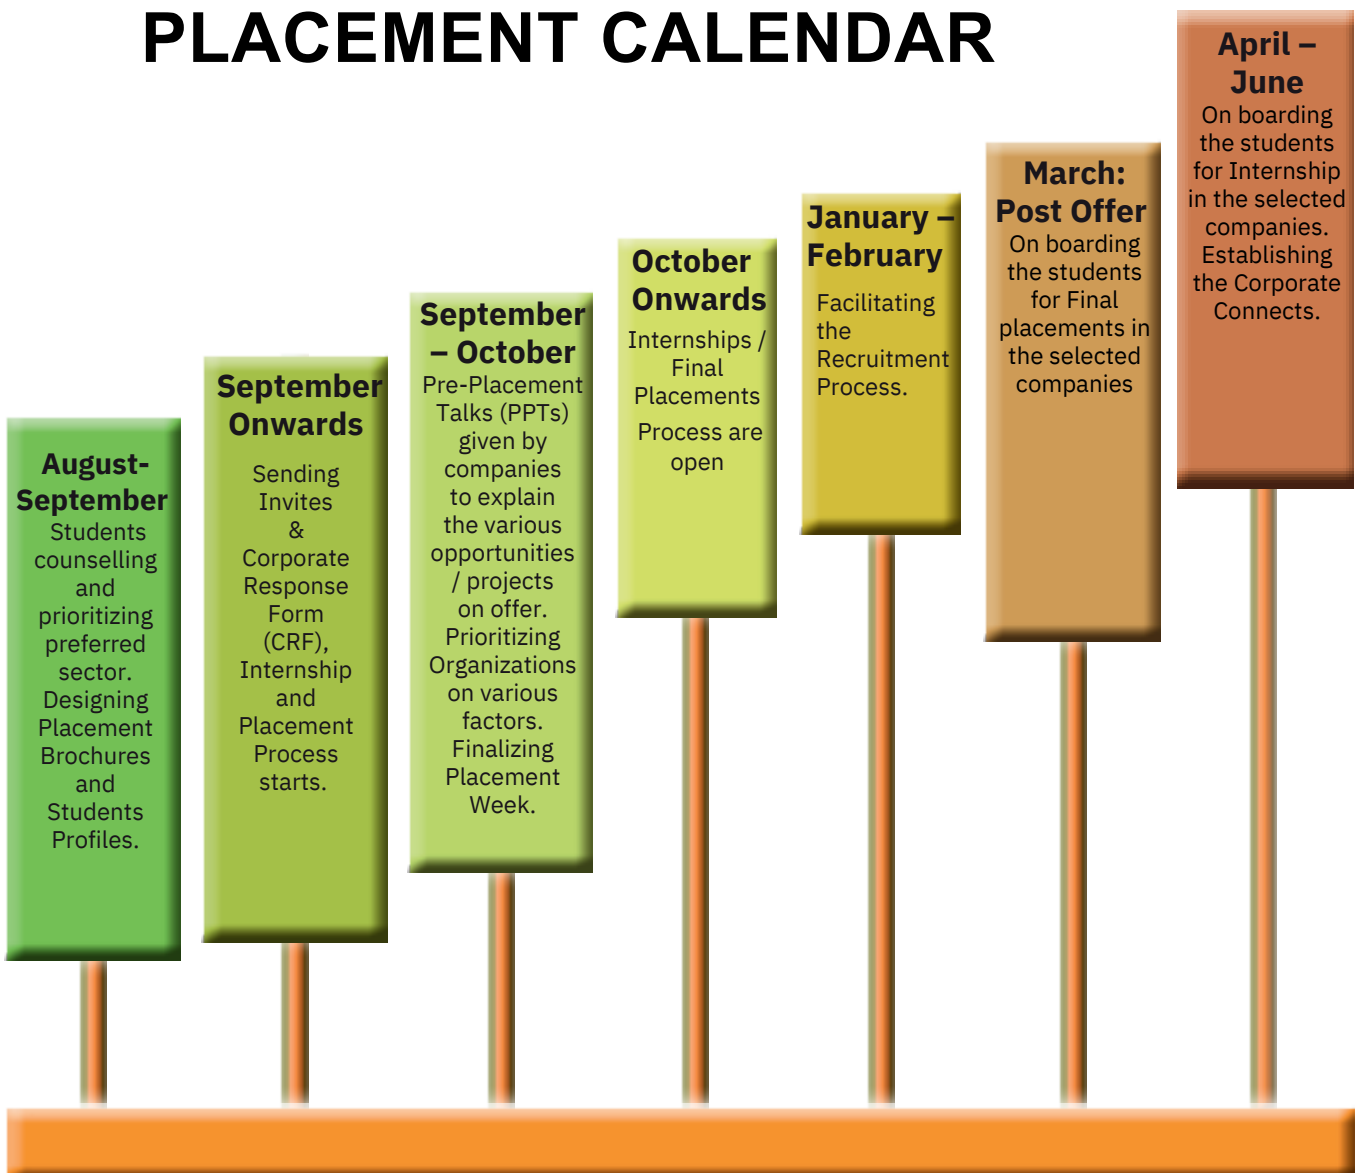 PLACEMENT CALENDAR
August-
September
Students
counselling
and
prioritizing
preferred
sector.
Designing
Placement
Brochures
and
Students
Profiles.
September
Onwards
Sending
Invites
&
Corporate
Response
Form
(CRF),
Internship
and
Placement
Process
starts.
September
– October
Pre-Placement
Talks (PPTs)
given by
companies
to explain
the various
opportunities
/ projects
on offer.
Prioritizing
Organizations
on various
factors.
Finalizing
Placement
Week.
October
Onwards
Internships /
Final
Placements
Process are
open
January –
February
Facilitating
the
Recruitment
Process.
March:
Post Offer
On boarding
the students
for Final
placements in
the selected
companies
April –
June
On boarding
the students
for Internship
in the selected
companies.
Establishing
the Corporate
Connects.